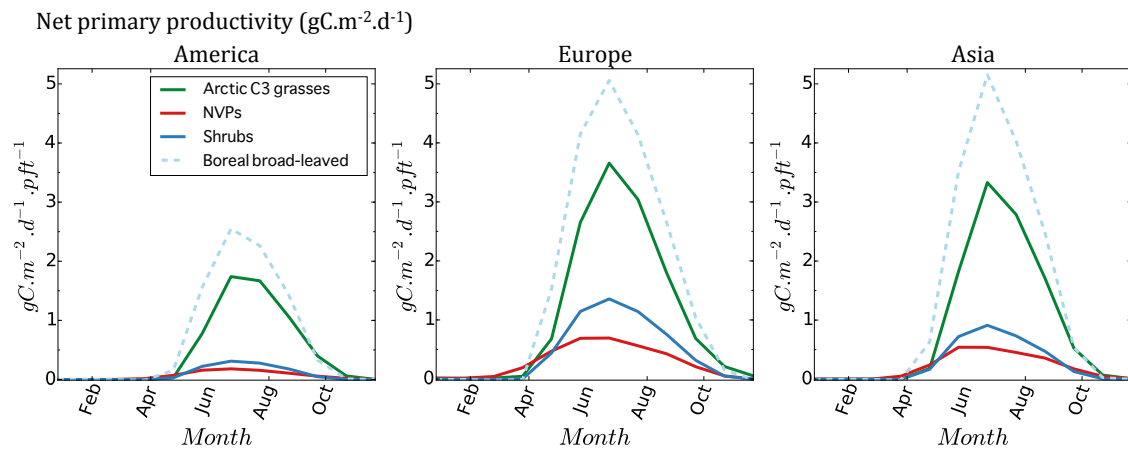 Net primary productivity (gC.m-2.d-1)
America
Europe
Asia
gC.m−2 .d−1 .pft−1
5
4
3
2
1
0
Arctic C3 grasses
NVPs
Shrubs
Boreal broad-leaved
Feb
Apr
Jun
Aug
Oct
Month
gC.m−2 .d−1 .pft−1
5
4
3
2
1
0
Feb
Apr
Jun
Aug
Oct
Month
gC.m−2 .d−1 .pft−1
5
4
3
2
1
0
Feb
Apr
Jun
Aug
Oct
Month